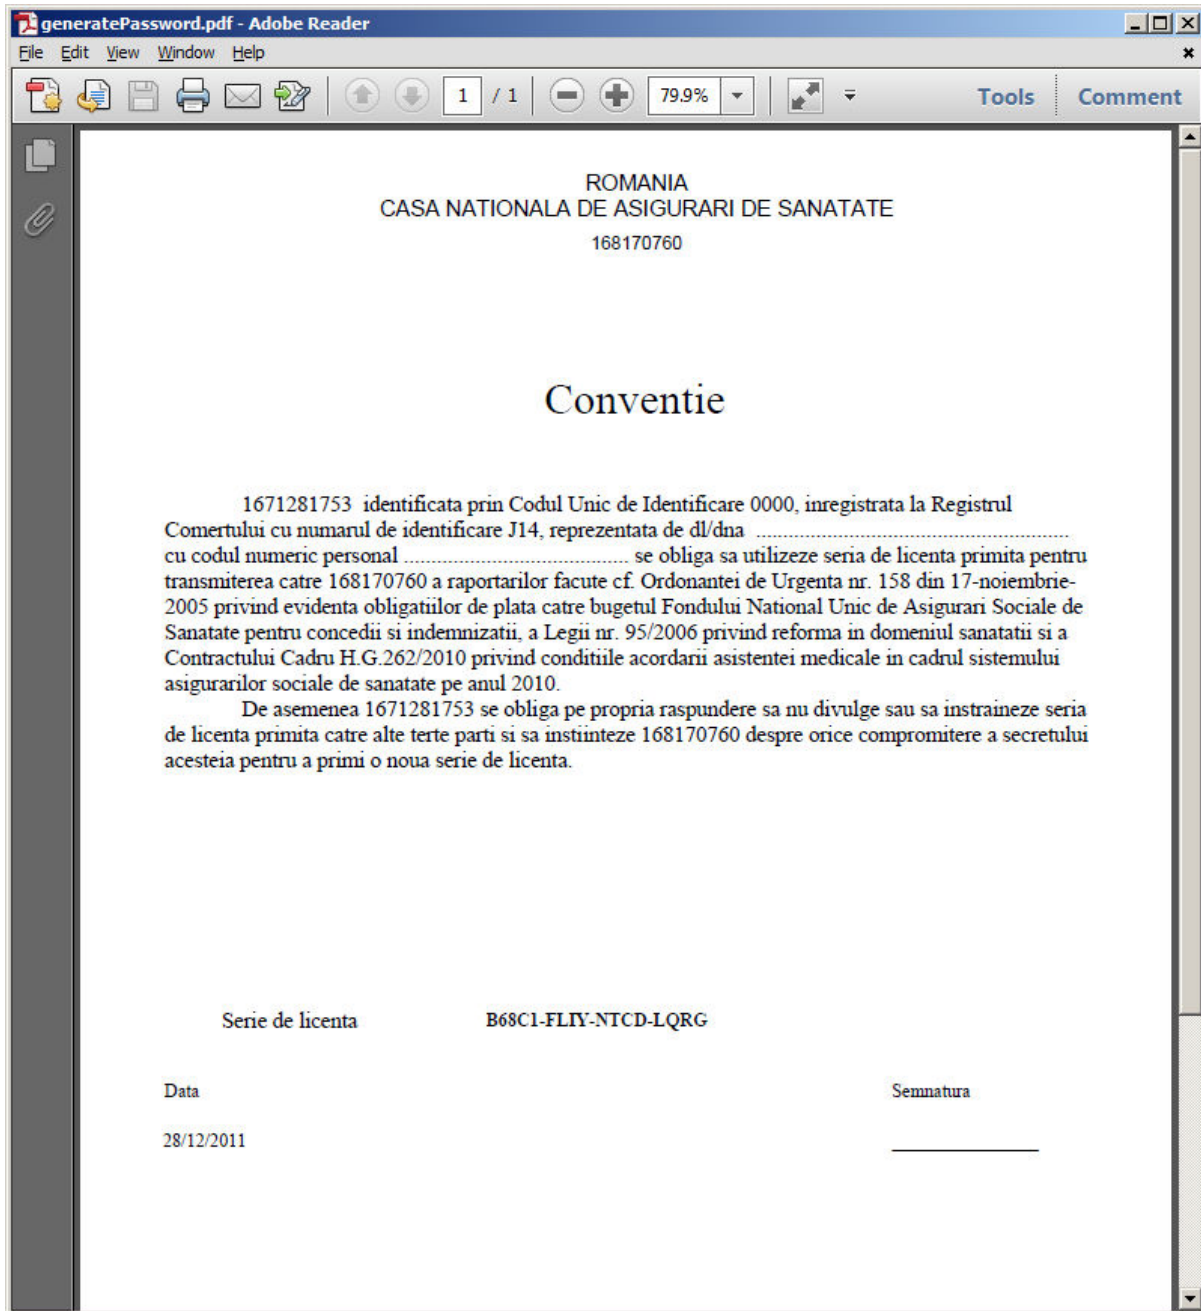 generatePassword.pdf - Adobe Reader
File Edit View Window Help
1 / 1 79.9% Tools Comment
ROMANIA
CASA NATIONALA DE ASIGURARI DE SANATATE
168170760
Conventie
1671281753 identificata prin Codul Unic de Identificare 0000, inregistrata la Registrul
Comertului cu numarul de identificare J14, reprezentata de dl/dna ..........................................................
cu codul numeric personal .......................................... se obliga sa utilizeze seria de licenta primita pentru
transmiterea catre 168170760 a raportarilor facute cf. Ordonantei de Urgenta nr. 158 din 17-noiembrie-
2005 privind evidenta obligatiilor de plata catre bugetul Fondului National Unic de Asigurari Sociale de
Sanatate pentru concedii si indemnizatii, a Legii nr. 95/2006 privind reforma in domeniul sanatatii si a
Contractului Cadru H.G.262/2010 privind conditiile acordarii asistentei medicale in cadrul sistemului
asigurarilor sociale de sanatate pe anul 2010.
De asemenea 1671281753 se obliga pe propria raspundere sa nu divulge sau sa instraineze seria
de licenta primita catre alte terte parti si sa instiinteze 168170760 despre orice compromitere a secretului
acesteia pentru a primi o noua serie de licenta.
Serie de licenta B68C1-FLIY-NTCD-LQRG
Data Semnatura
28/12/2011